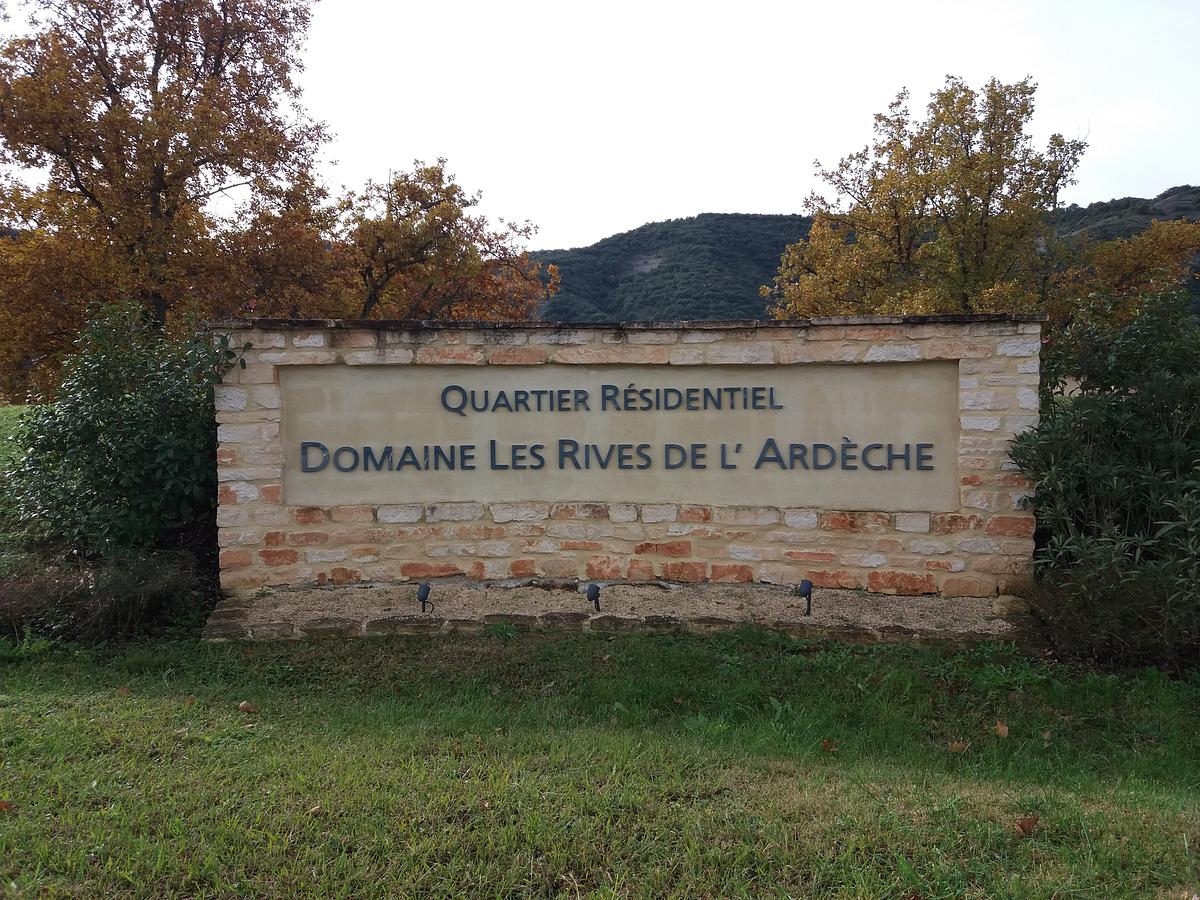 Quartier Résidentiel
Domaine Les Rives de l' Ardèche